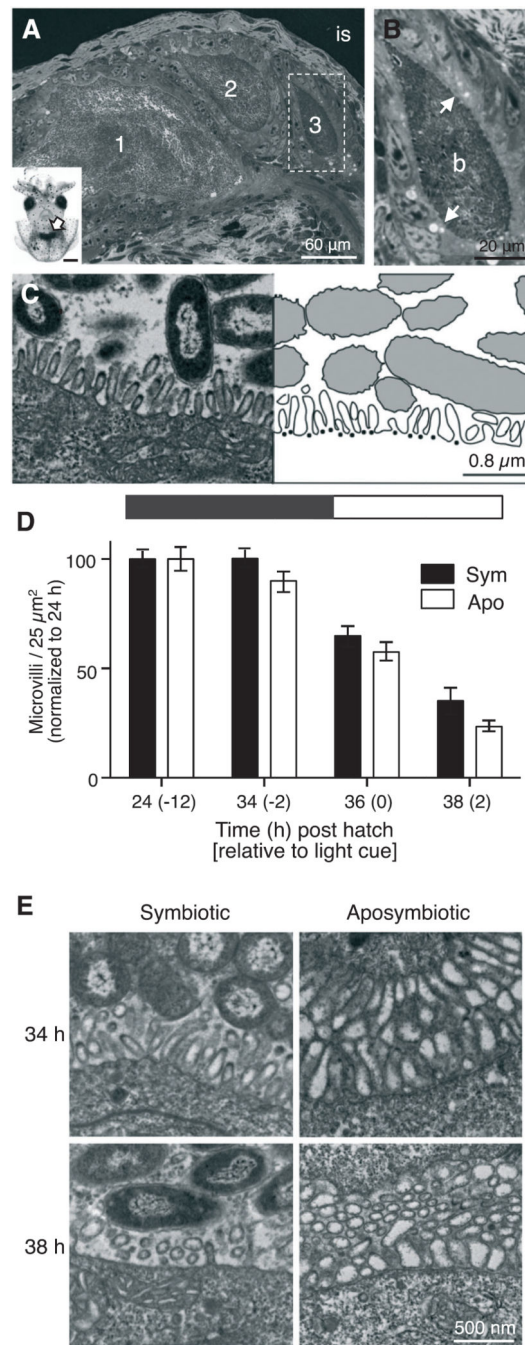 A
is
1
2
3
60 µm
B
b
20 µm
C
0.8 µm
D
Microvilli / 25 µm²
(normalized to 24 h)
100
50
0
Sym
Apo
24 (-12)
34 (-2)
36 (0)
38 (2)
Time (h) post hatch
[relative to light cue]
E
Symbiotic
Aposymbiotic
34 h
38 h
500 nm